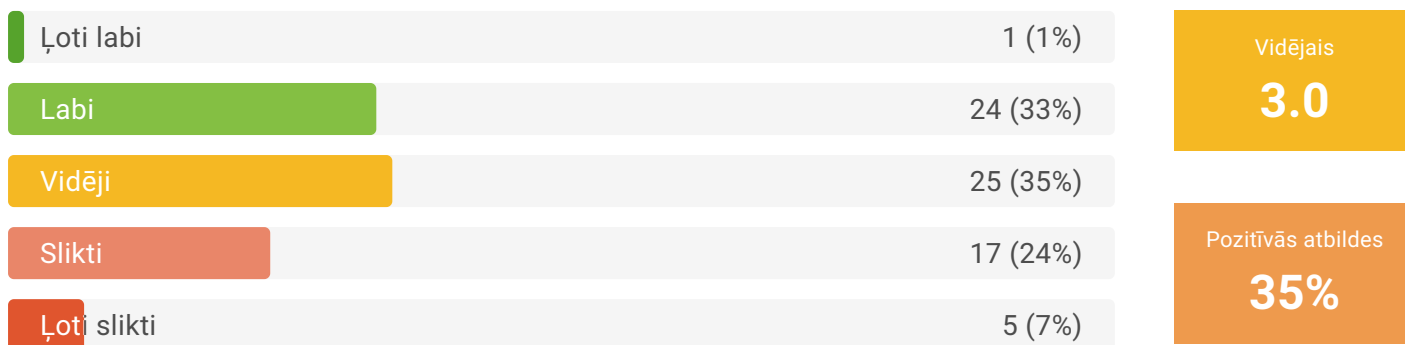 Ļoti labi 1 (1%)
Labi 24 (33%)
Vidēji 25 (35%)
Slikti 17 (24%)
Ļoti slikti 5 (7%)
Vidējais
3.0
Pozitīvās atbildes
35%